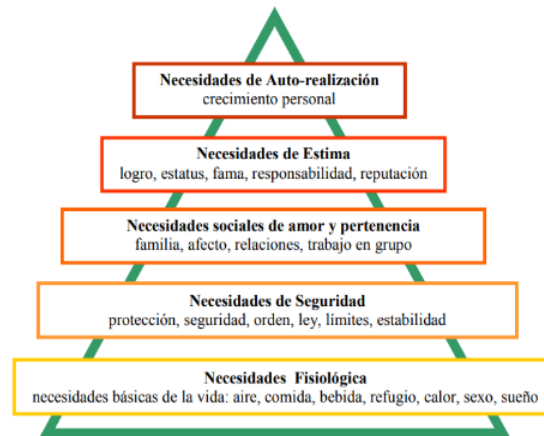 Necesidades de Auto-realización
crecimiento personal
Necesidades de Estima
logro, estatus, fama, responsabilidad, reputación
Necesidades sociales de amor y pertenencia
familia, afecto, relaciones, trabajo en grupo
Necesidades de Seguridad
protección, seguridad, orden, ley, límites, estabilidad
Necesidades Fisiológica
necesidades básicas de la vida: aire, comida, bebida, refugio, calor, sexo, sueño